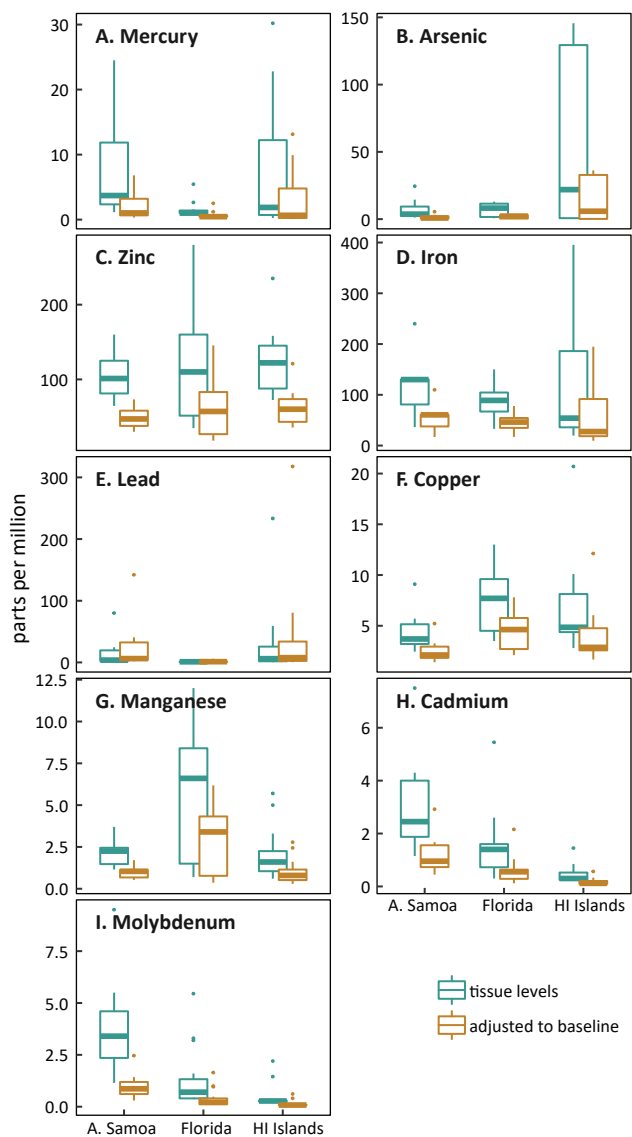 A. Mercury
30
20
10
0
B. Arsenic
150
100
50
0
C. Zinc
200
100
D. Iron
400
300
200
100
0
parts per million
E. Lead
300
200
100
0
F. Copper
20
15
10
5
G. Manganese
12.5
10.0
7.5
5.0
2.5
0.0
H. Cadmium
6
4
2
0
A. Samoa Florida HI Islands
I. Molybdenum
7.5
5.0
2.5
0.0
A. Samoa Florida HI Islands
tissue levels
adjusted to baseline